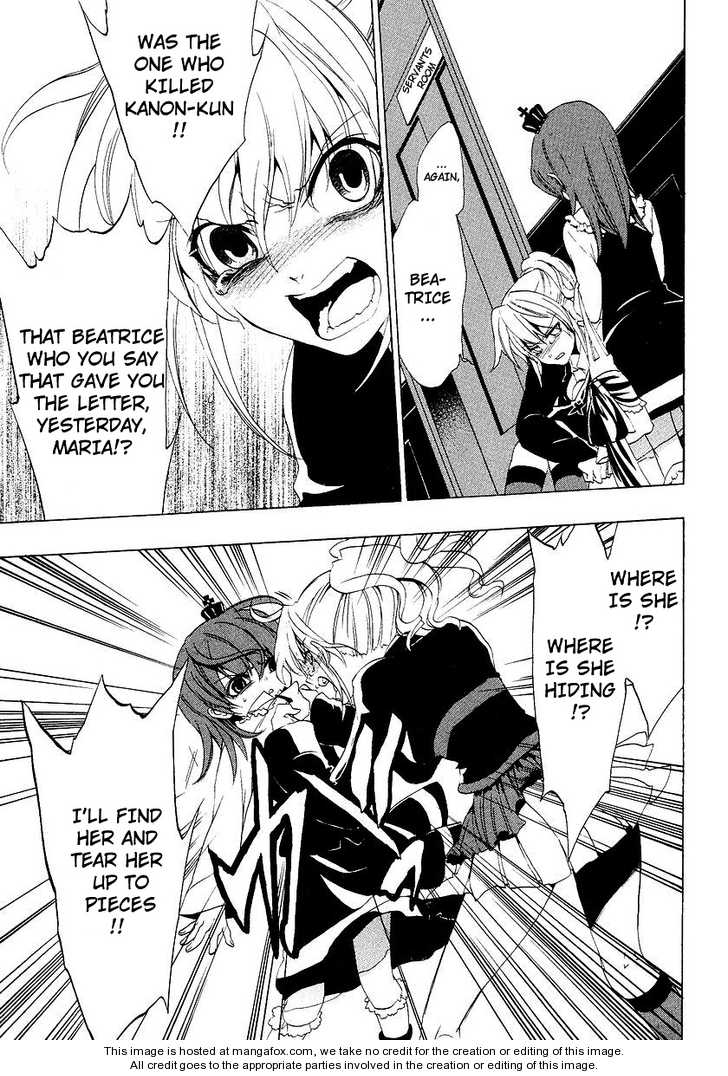 SERVANTS
ROOM
...
AGAIN,
BEA-
TRICE
...
WAS THE
ONE WHO
KILLED
KANON-KUN
!!
THAT BEATRICE
WHO YOU SAY
THAT GAVE YOU
THE LETTER,
YESTERDAY,
MARIA!?
WHERE
IS SHE
!?
WHERE
IS SHE
HIDING
!?
I'LL FIND
HER AND
TEAR HER
UP TO
PIECES
!!
This image is hosted at mangafox.com, we take no credit for the creation or editing of this image.
All credit goes to the appropriate parties involved in the creation or editing of this image.